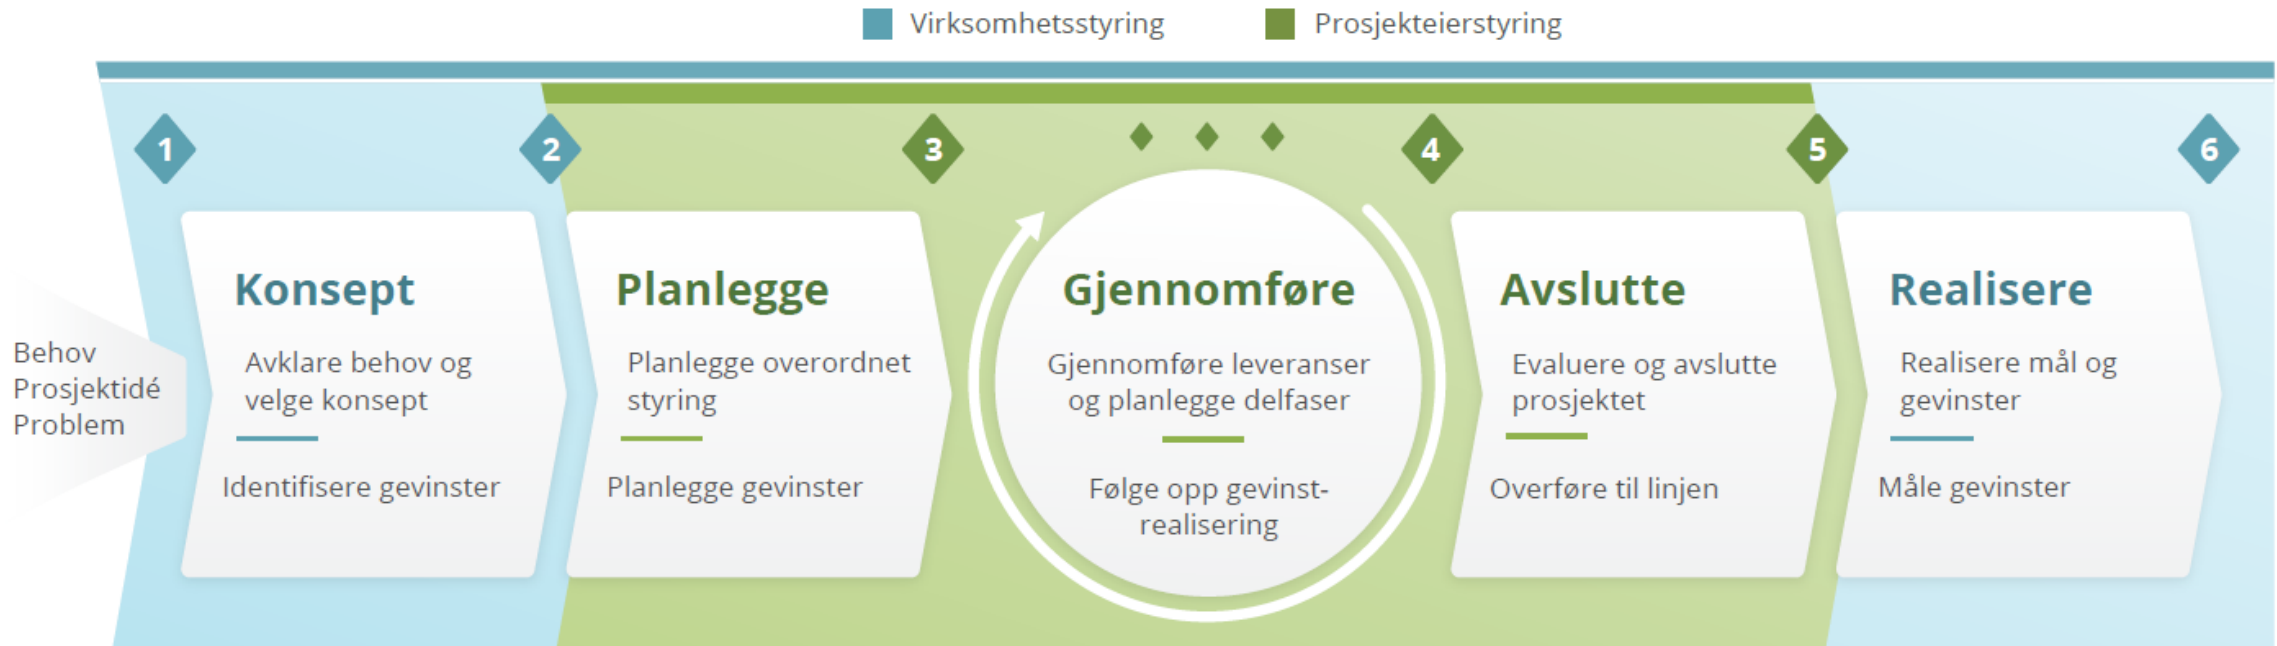 Virksomhetsstyring
Prosjekteierstyring
1
2
3
4
5
6
Behov
Prosjektidé
Problem
Konsept
Avklare behov og
velge konsept
Identifisere gevinster
Planlegge
Planlegge overordnet
styring
Planlegge gevinster
Gjennomføre
Gjennomføre leveranser
og planlegge delfaser
Følge opp gevinst-
realisering
Avslutte
Evaluere og avslutte
prosjektet
Overføre til linjen
Realisere
Realisere mål og
gevinster
Måle gevinster